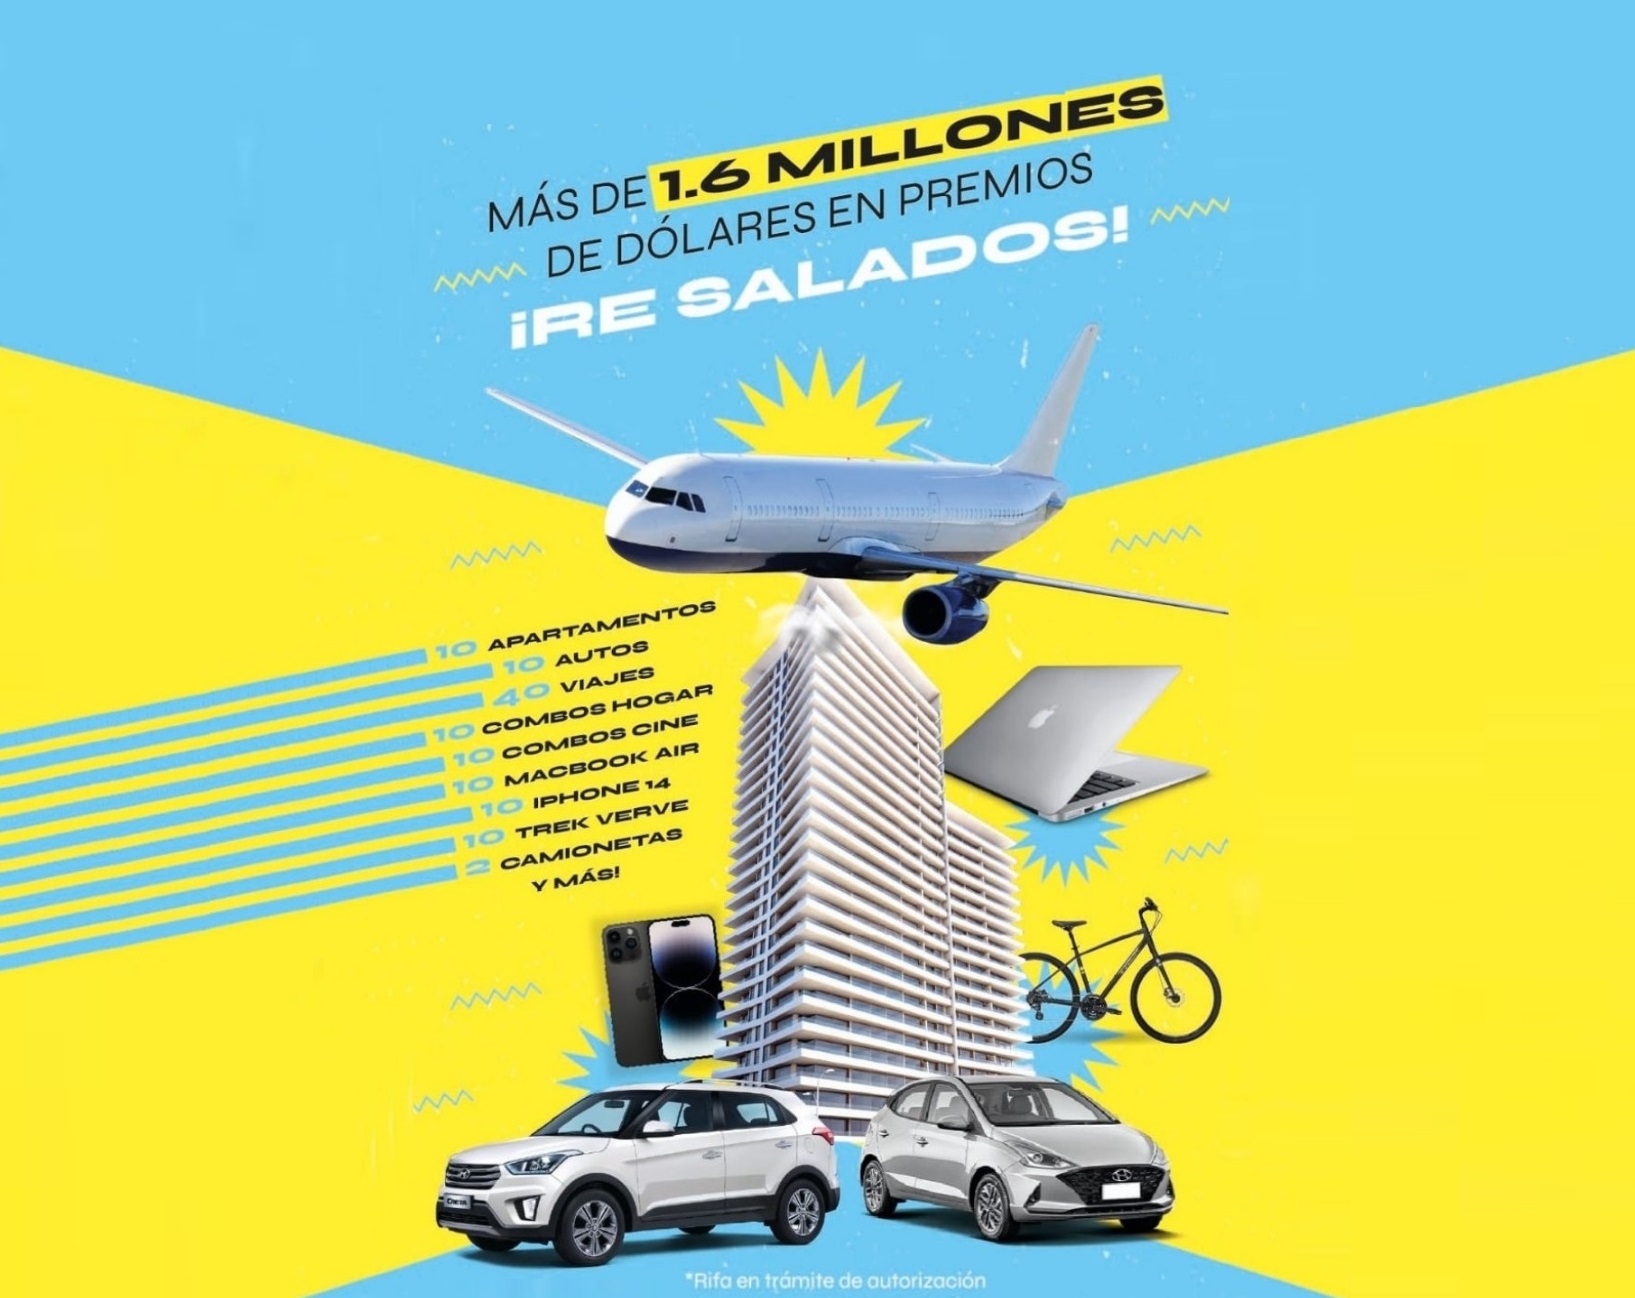 MÁS DE 1.6 MILLONES
DE DÓLARES EN PREMIOS
¡RE SALADOS!
10 APARTAMENTOS
10 AUTOS
40 VIAJES
10 COMBOS HOGAR
10 COMBOS CINE
10 MACBOOK AIR
10 IPHONE 14
10 TREK VERVE
2 CAMIONETAS
Y MÁS!
*Rifa en trámite de autorización